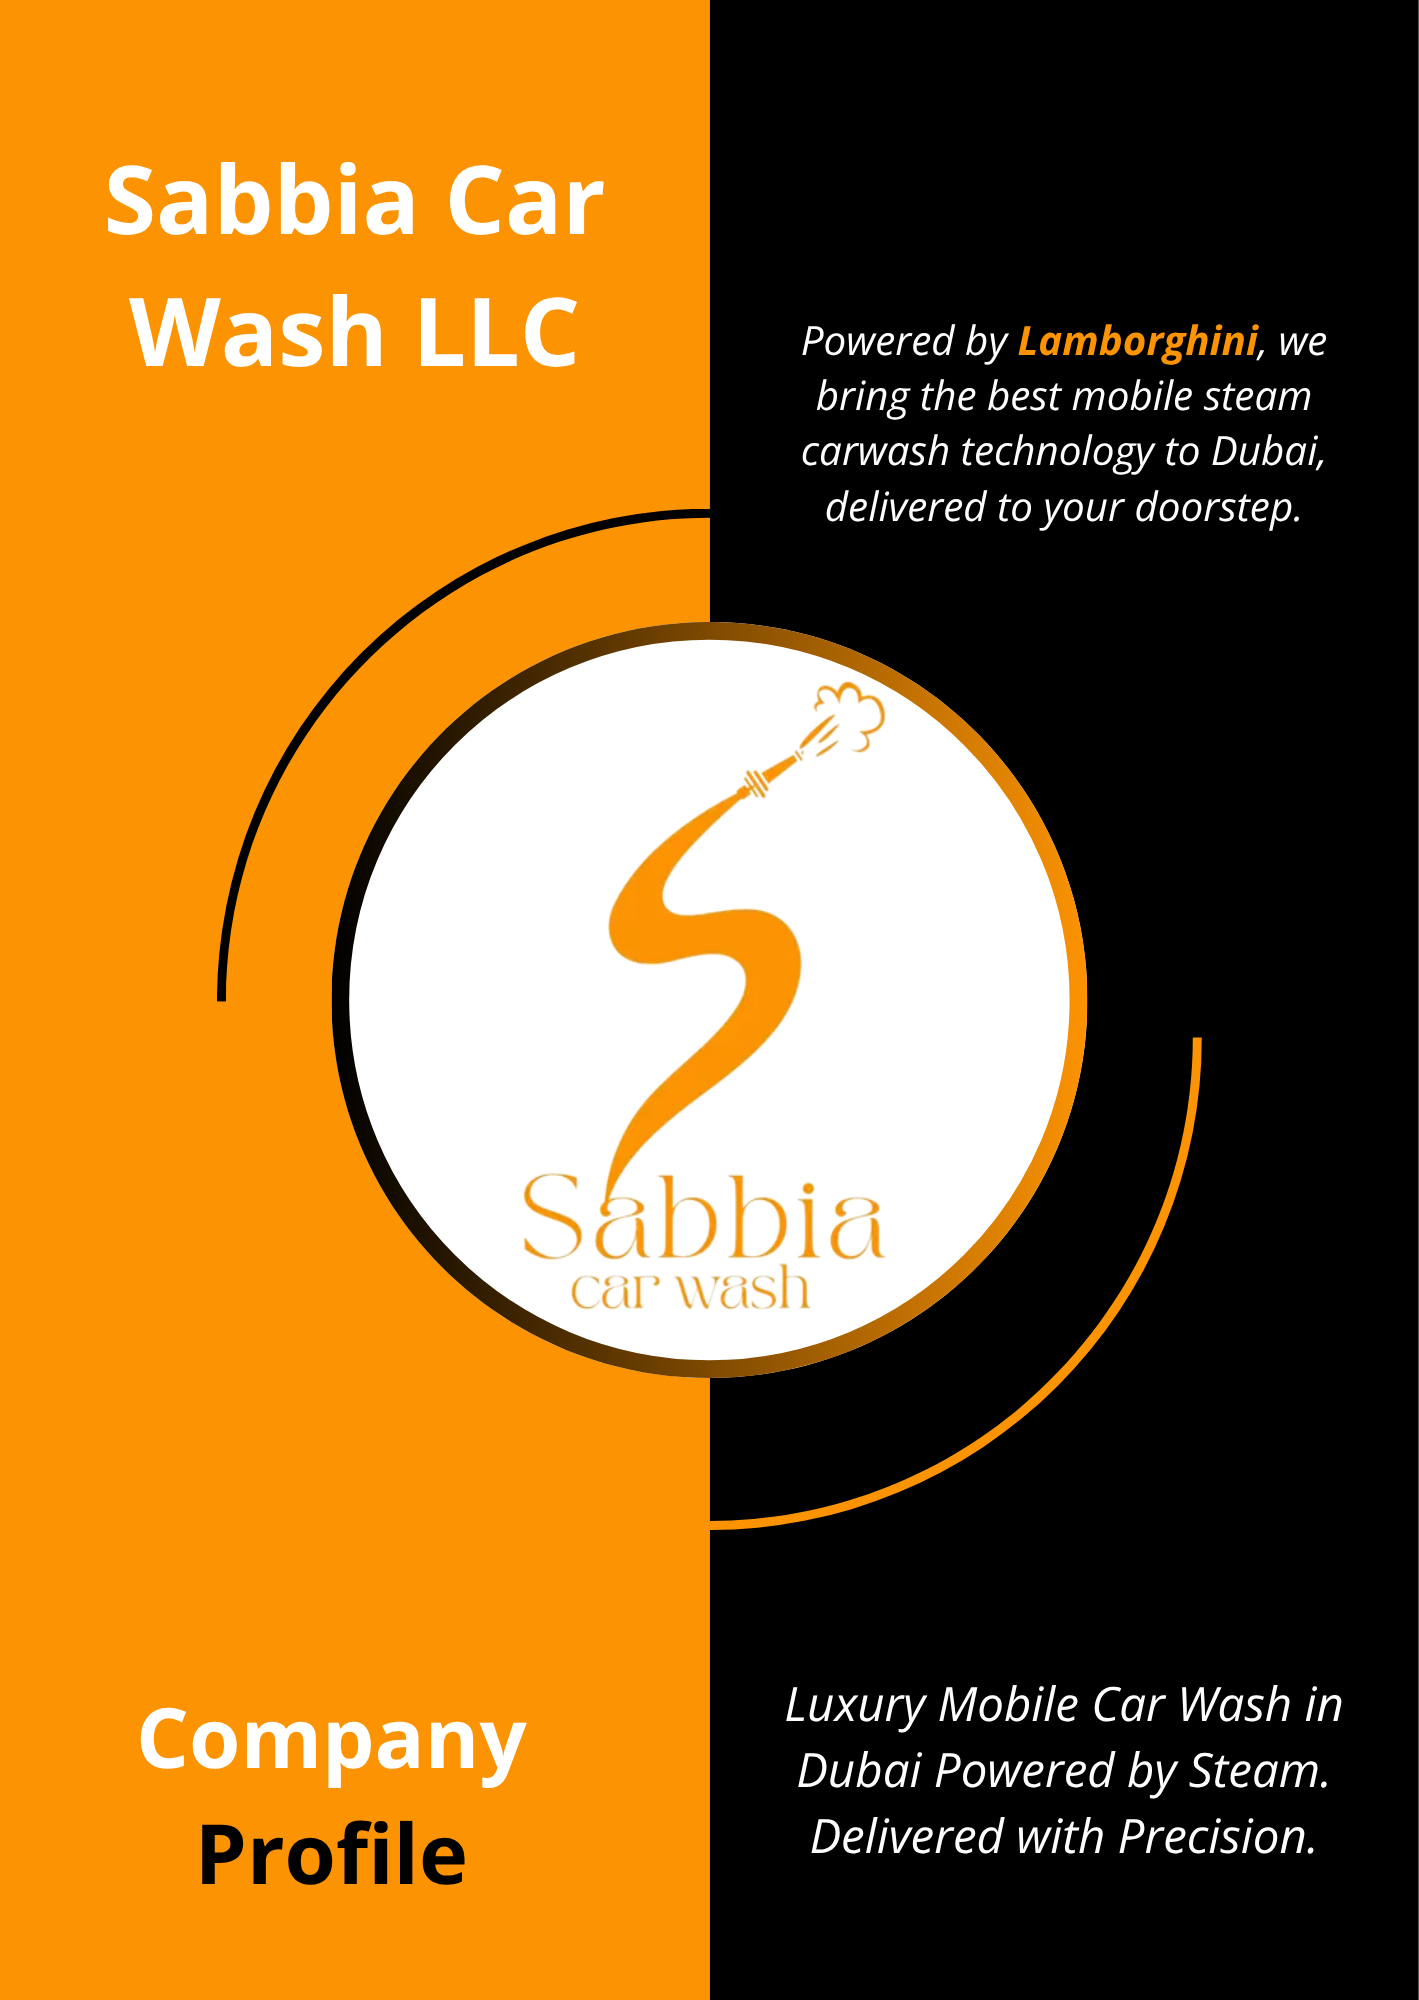 Sabbia Car
Wash LLC
Powered by Lamborghini, we
bring the best mobile steam
carwash technology to Dubai,
delivered to your doorstep.
Sabbia
car wash
Company
Profile
Luxury Mobile Car Wash in
Dubai Powered by Steam.
Delivered with Precision.